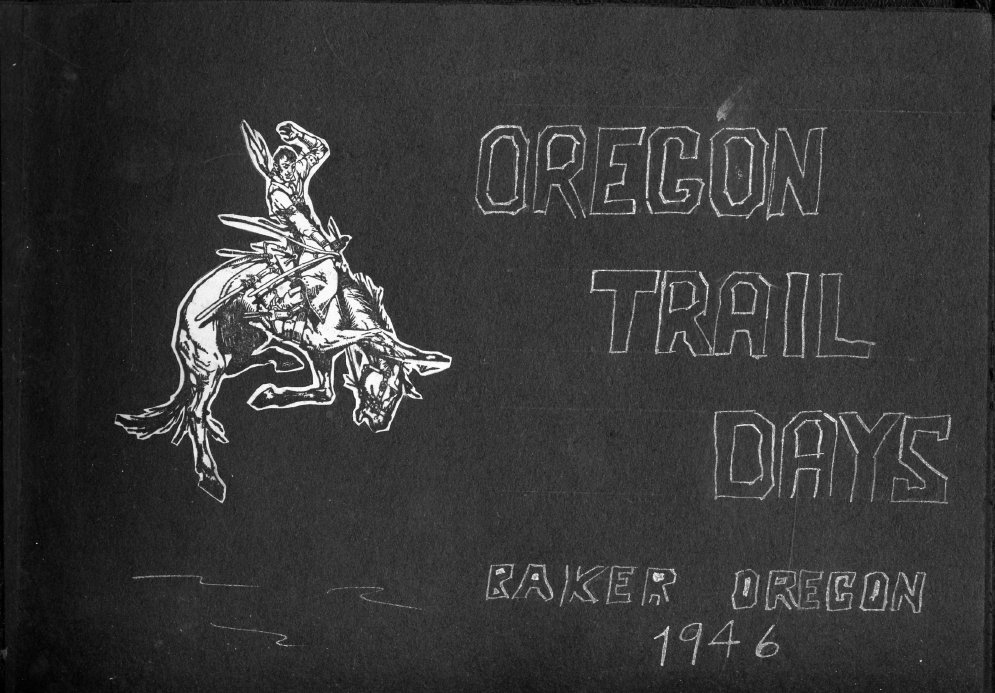 OREGON
TRAIL
DAYS
BAKER OREGON
1946